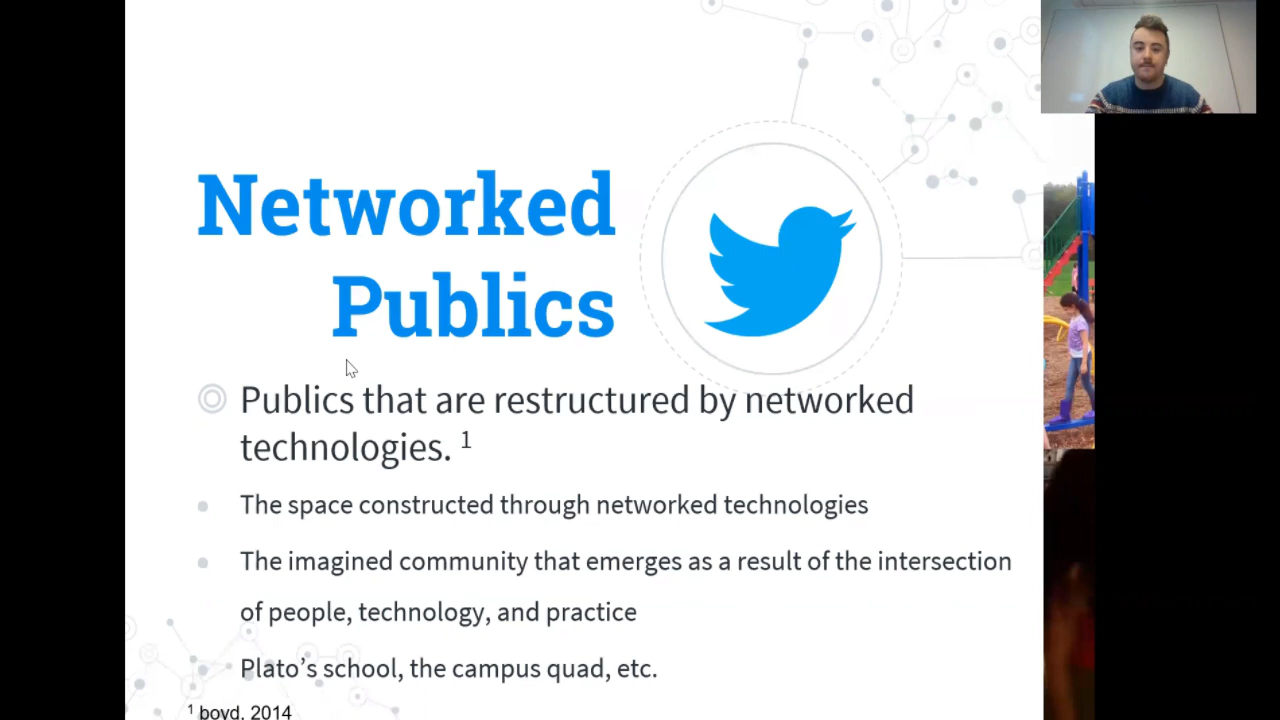 Networked
Publics
Publics that are restructured by networked
technologies. 1
The space constructed through networked technologies
The imagined community that emerges as a result of the intersection
of people, technology, and practice
Plato’s school, the campus quad, etc.
1 boyd, 2014